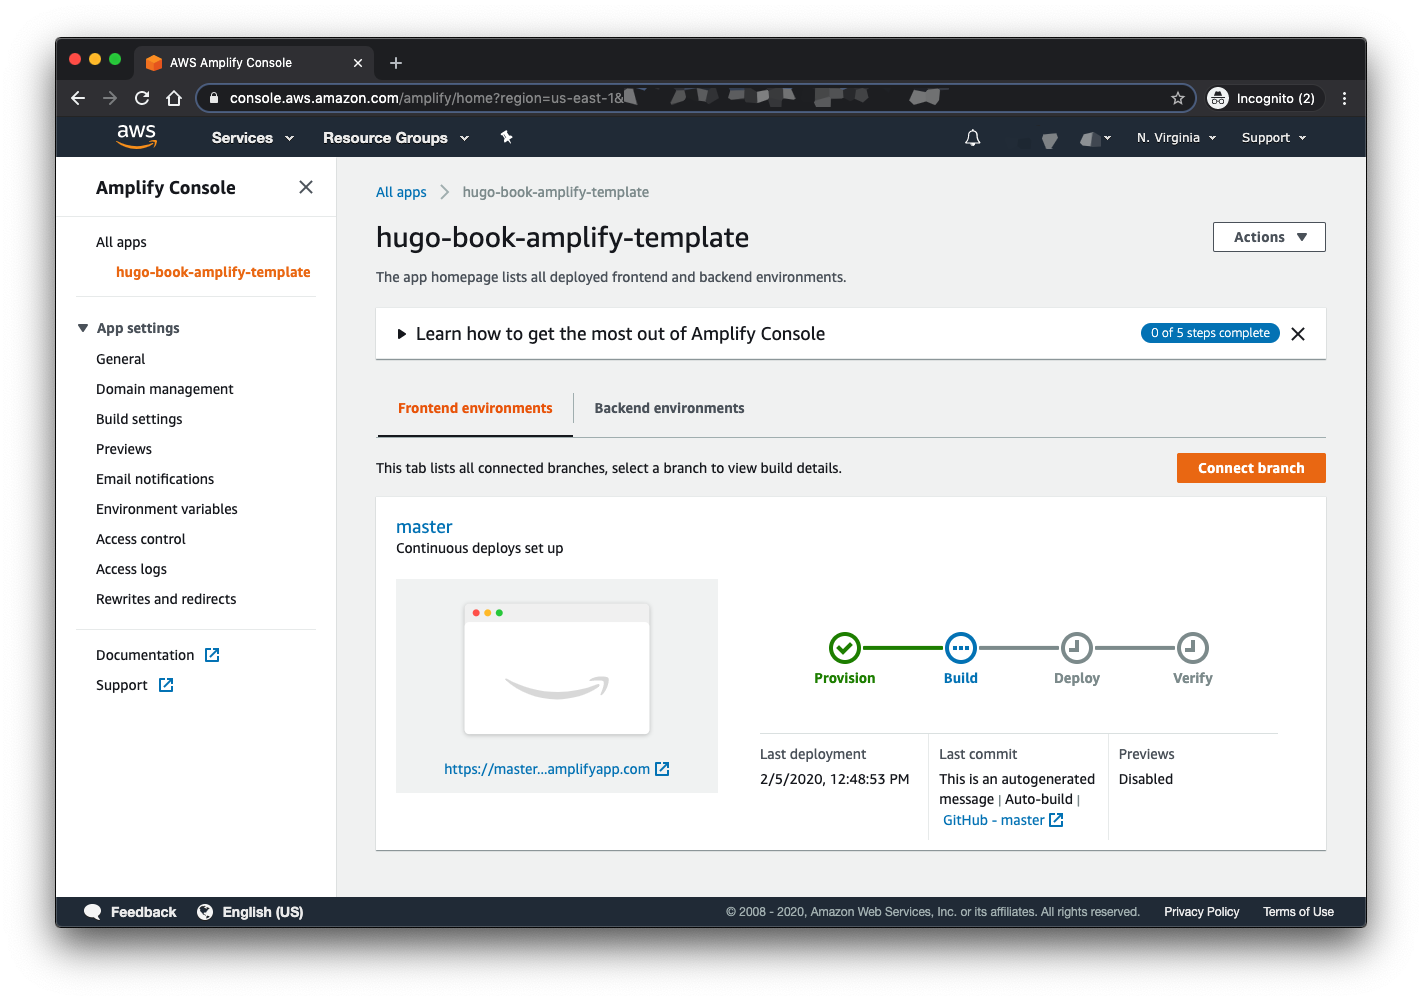 AWS Amplify Console
console.aws.amazon.com/amplify/home?region=us-east-1&
Incognito (2)
aws
Services
Resource Groups
N. Virginia
Support
Amplify Console
All apps
hugo-book-amplify-template
App settings
General
Domain management
Build settings
Previews
Email notifications
Environment variables
Access control
Access logs
Rewrites and redirects
Documentation
Support
All apps
hugo-book-amplify-template
hugo-book-amplify-template
Actions
The app homepage lists all deployed frontend and backend environments.
Learn how to get the most out of Amplify Console
0 of 5 steps complete
Frontend environments
Backend environments
This tab lists all connected branches, select a branch to view build details.
Connect branch
master
Continuous deploys set up
https://master...amplifyapp.com
Provision
Build
Deploy
Verify
Last deployment
2/5/2020, 12:48:53 PM
Last commit
This is an autogenerated
message | Auto-build |
GitHub - master
Previews
Disabled
Feedback
English (US)
© 2008 - 2020, Amazon Web Services, Inc. or its affiliates. All rights reserved.
Privacy Policy
Terms of Use